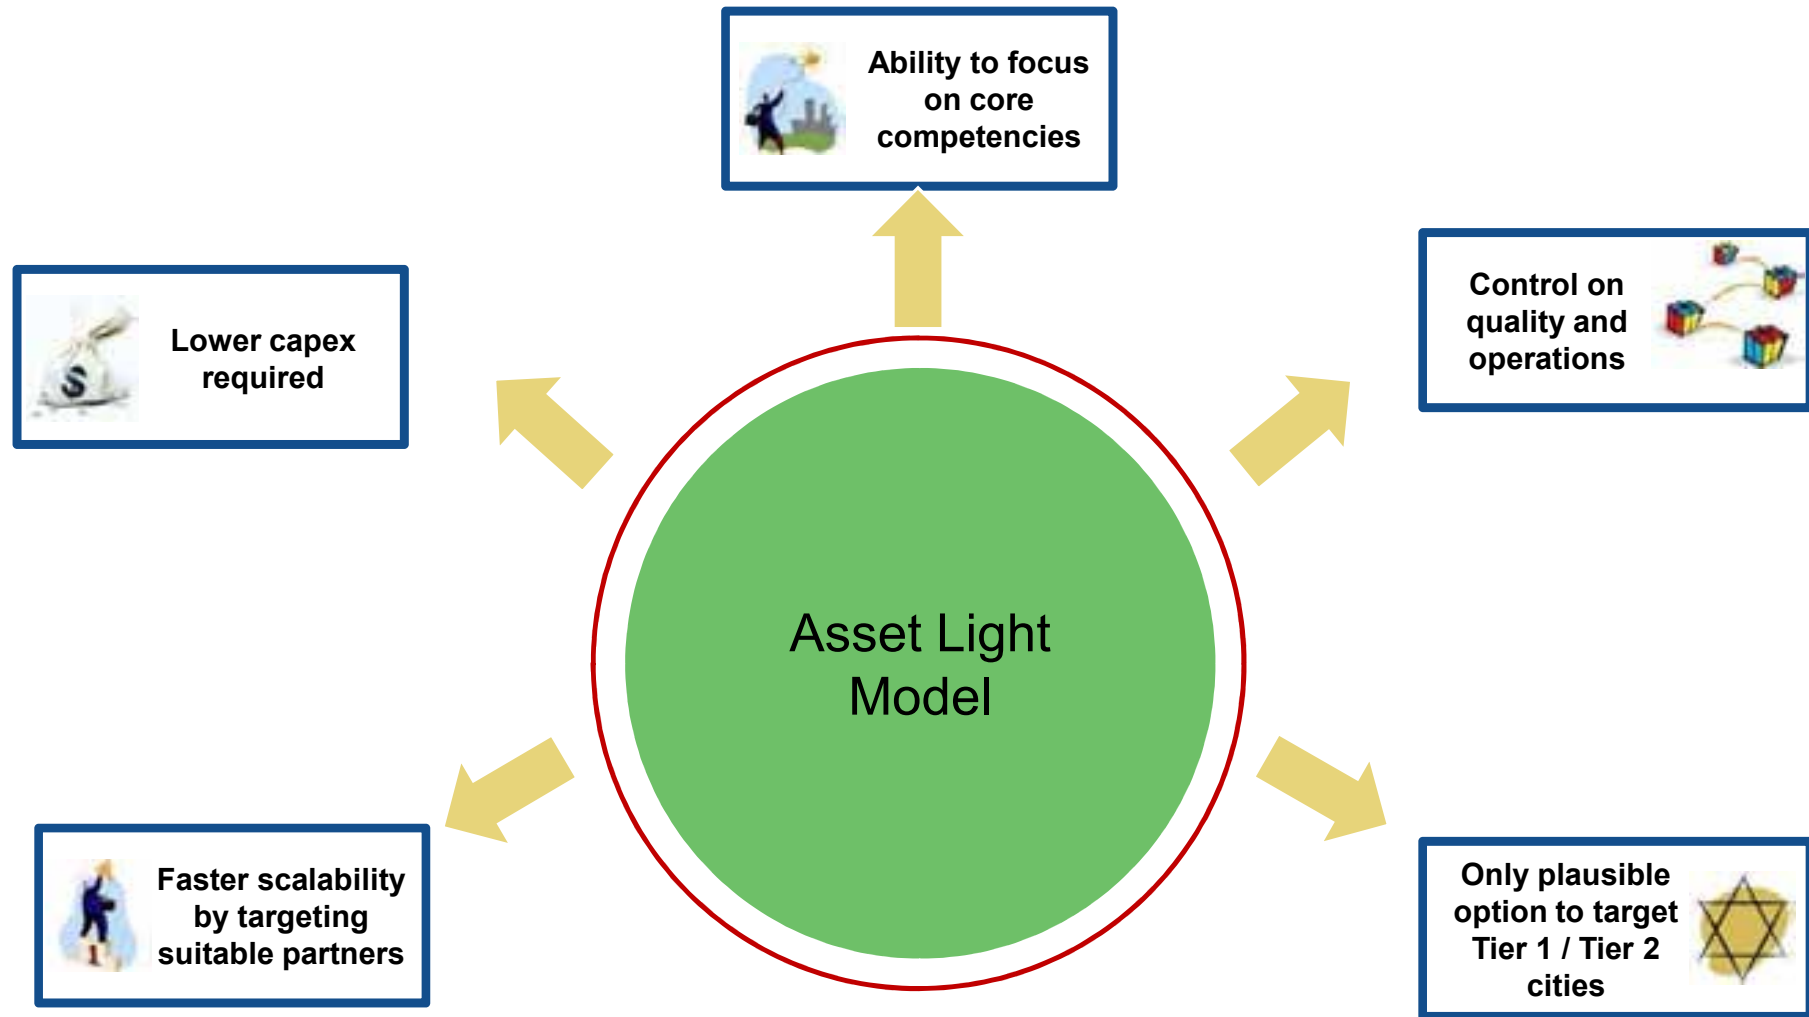 Ability to focus
on core
competencies
Lower capex
required
Control on
quality and
operations
Asset Light
Model
Faster scalability
by targeting
suitable partners
Only plausible
option to target
Tier 1 / Tier 2
cities
$
1